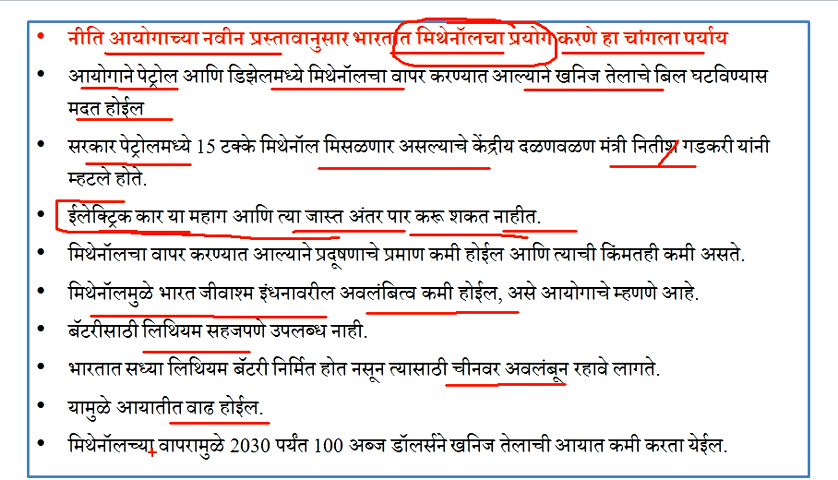 • नीति आयोगाच्या नवीन प्रस्तावानुसार भारतात मिथेनॉलचा प्रयोग करणे हा चांगला पर्याय
• आयोगाने पेट्रोल आणि डिझेलमध्ये मिथेनॉलचा वापर करण्यात आल्याने खनिज तेलाचे बिल घटविण्यास
मदत होईल
• सरकार पेट्रोलमध्ये 15 टक्के मिथेनॉल मिसळणार असल्याचे केंद्रीय दळणवळण मंत्री नितीश गडकरी यांनी
म्हटले होते.
• ईलेक्ट्रिक कार या महाग आणि त्या जास्त अंतर पार करू शकत नाहीत.
• मिथेनॉलचा वापर करण्यात आल्याने प्रदूषणाचे प्रमाण कमी होईल आणि त्याची किंमतही कमी असते.
• मिथेनॉलमुळे भारत जीवाश्म इंधनावरील अवलंबित्व कमी होईल, असे आयोगाचे म्हणणे आहे.
• बॅटरीसाठी लिथियम सहजपणे उपलब्ध नाही.
• भारतात सध्या लिथियम बॅटरी निर्मित होत नसून त्यासाठी चीनवर अवलंबून रहावे लागते.
• यामुळे आयातीत वाढ होईल.
• मिथेनॉलच्या वापरामुळे 2030 पर्यंत 100 अब्ज डॉलर्सने खनिज तेलाची आयात कमी करता येईल.